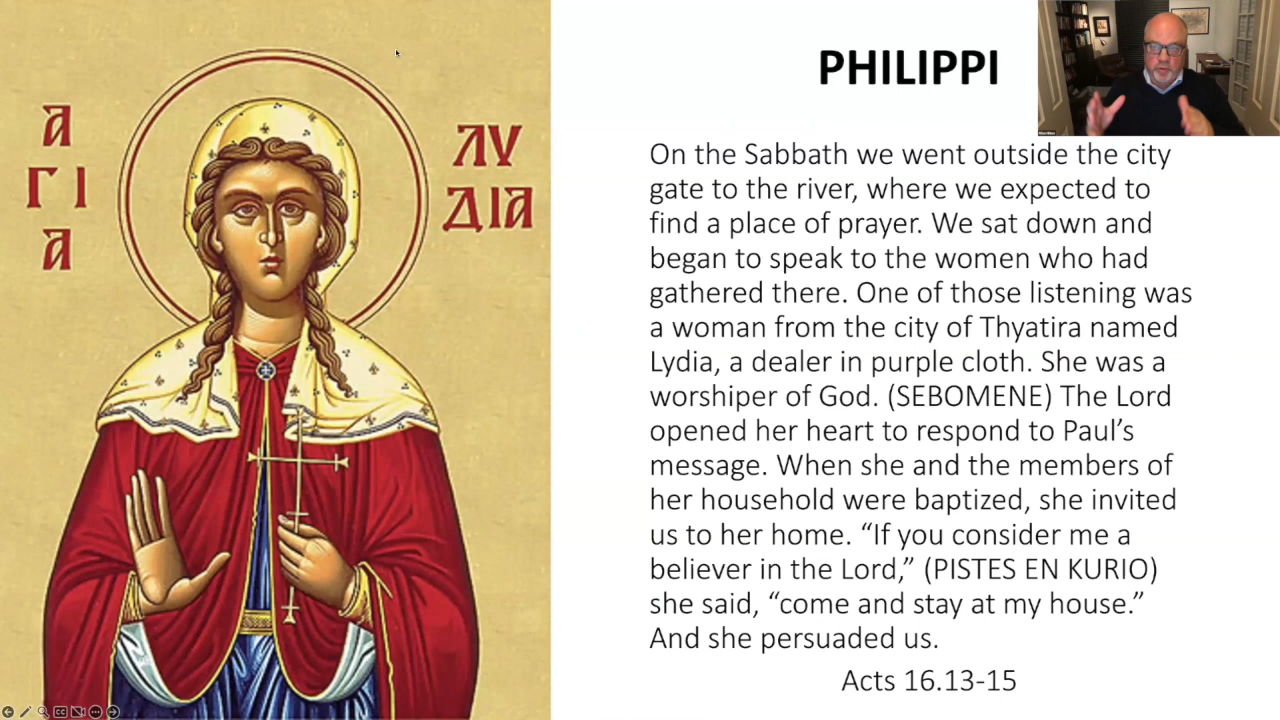 Α
Γ Ι
Α
ΛΥ
ΔΙΑ
PHILIPPI
On the Sabbath we went outside the city
gate to the river, where we expected to
find a place of prayer. We sat down and
began to speak to the women who had
gathered there. One of those listening was
a woman from the city of Thyatira named
Lydia, a dealer in purple cloth. She was a
worshiper of God. (SEBOMENE) The Lord
opened her heart to respond to Paul’s
message. When she and the members of
her household were baptized, she invited
us to her home. “If you consider me a
believer in the Lord,” (PISTES EN KURIO)
she said, “come and stay at my house.”
And she persuaded us.
Acts 16.13-15